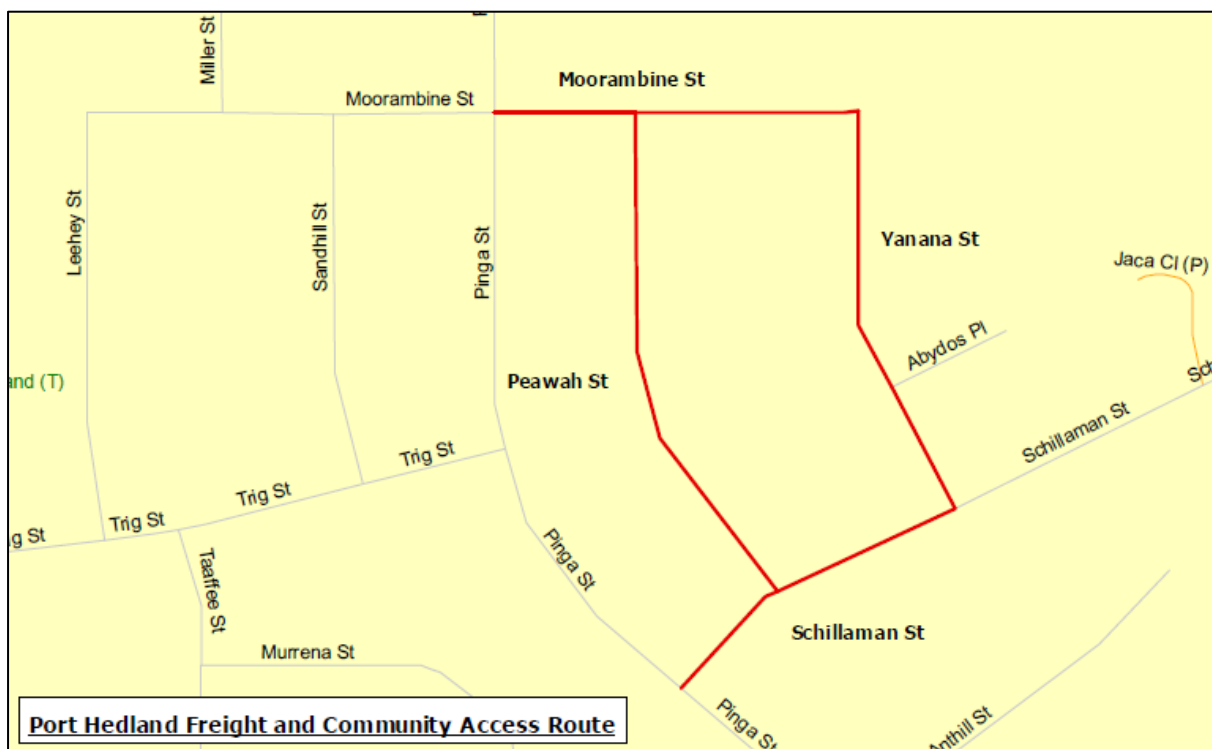 Miller St
Moorambine St
Moorambine St
Leehey St
Sandhill St
Pinga St
Yanana St
Jaca Cl (P)
Abydos Pl
and (T)
Peawah St
Sch
Schillaman St
Trig St
Trig St
Trig St
ig St
Taaffee St
Pinga St
Schillaman St
Murrena St
Port Hedland Freight and Community Access Route
Pinga St
Anthill St